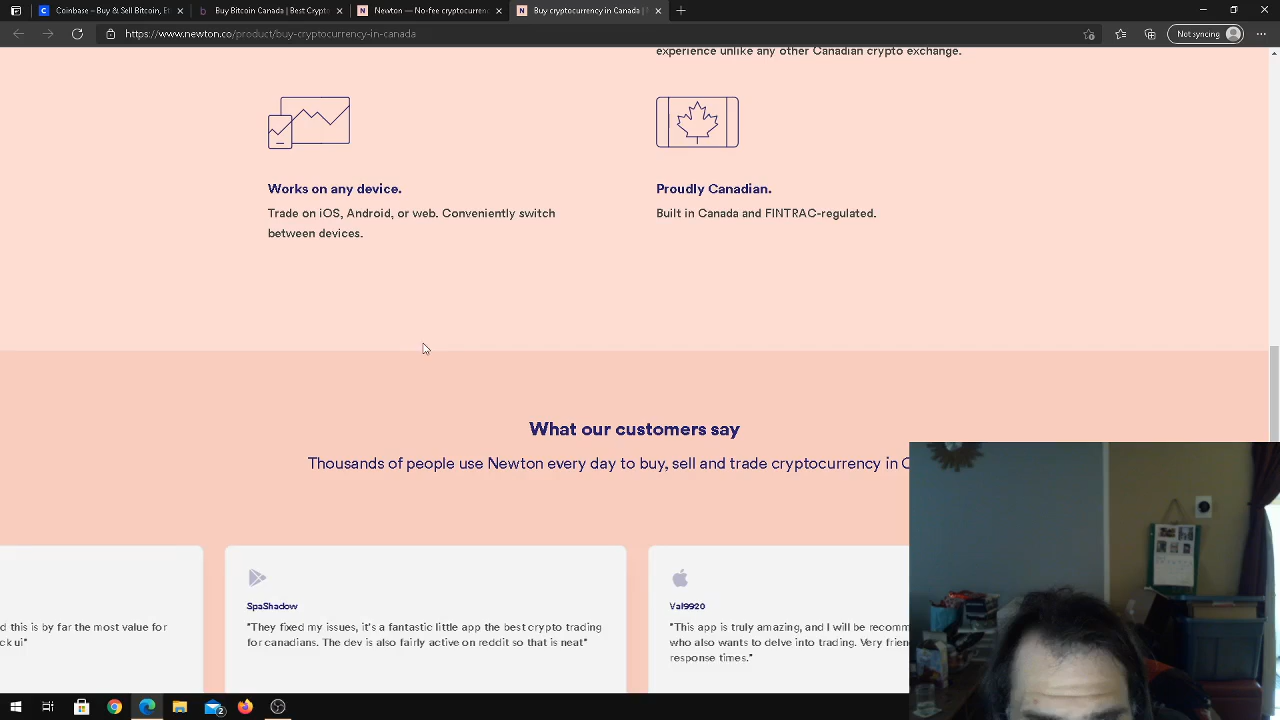 Coinbase – Buy & Sell Bitcoin, Et
Buy Bitcoin Canada | Best Crypto
Newton — No-fee cryptocurrenc
Buy cryptocurrency in Canada |
https://www.newton.co/product/buy-cryptocurrency-in-canada
Not syncing
experience unlike any other Canadian crypto exchange.
Works on any device.
Trade on iOS, Android, or web. Conveniently switch
between devices.
Proudly Canadian.
Built in Canada and FINTRAC-regulated.
What our customers say
Thousands of people use Newton every day to buy, sell and trade cryptocurrency in C
d this is by far the most value for
ck ui"
SpaShadow
"They fixed my issues, it's a fantastic little app the best crypto trading
for canadians. The dev is also fairly active on reddit so that is neat"
Val9920
"This app is truly amazing, and I will be recomm
who also wants to delve into trading. Very frien
response times."
2